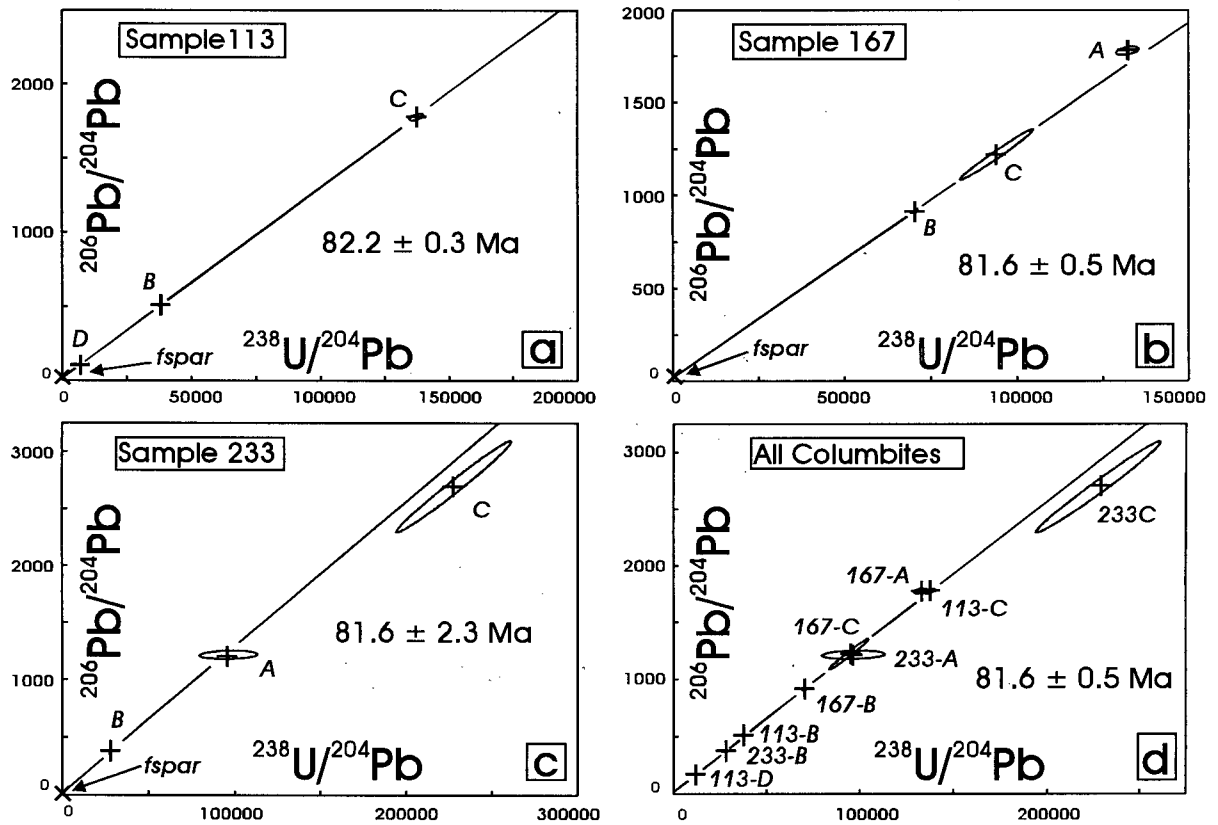 Sample113
206Pb/204Pb
2000
1000
0
C
B
D
fspar
82.2 ± 0.3 Ma
238U/204Pb
a
0 50000 100000 150000 200000
Sample 167
206Pb/204Pb
2000
1500
1000
500
0
A
C
B
fspar
81.6 ± 0.5 Ma
238U/204Pb
b
0 50000 100000 150000
Sample 233
206Pb/204Pb
3000
2000
1000
0
C
A
B
fspar
81.6 ± 2.3 Ma
238U/204Pb
c
0 100000 200000 300000
All Columbites
206Pb/204Pb
3000
2000
1000
0
233C
167-A
113-C
167-C
233-A
167-B
113-B
233-B
113-D
81.6 ± 0.5 Ma
238U/204Pb
d
0 100000 200000